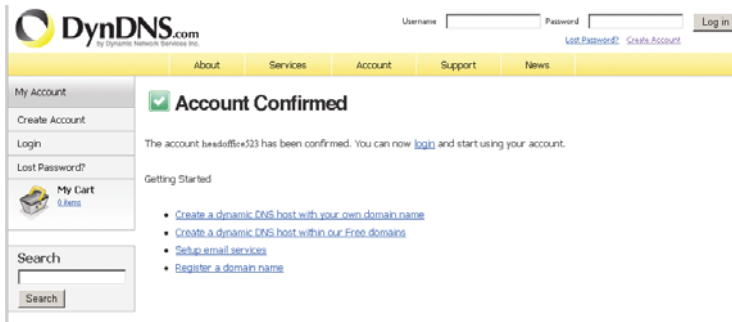 DynDNS.com
by Dynamic Network Services Inc.
Username
Password
Log in
Lost Password? Create Account
About Services Account Support News
My Account
Create Account
Login
Lost Password?
My Cart
0 items
Search
Search
Account Confirmed
The account headoffice523 has been confirmed. You can now login and start using your account.
Getting Started
Create a dynamic DNS host with your own domain name
Create a dynamic DNS host within our Free domains
Setup email services
Register a domain name